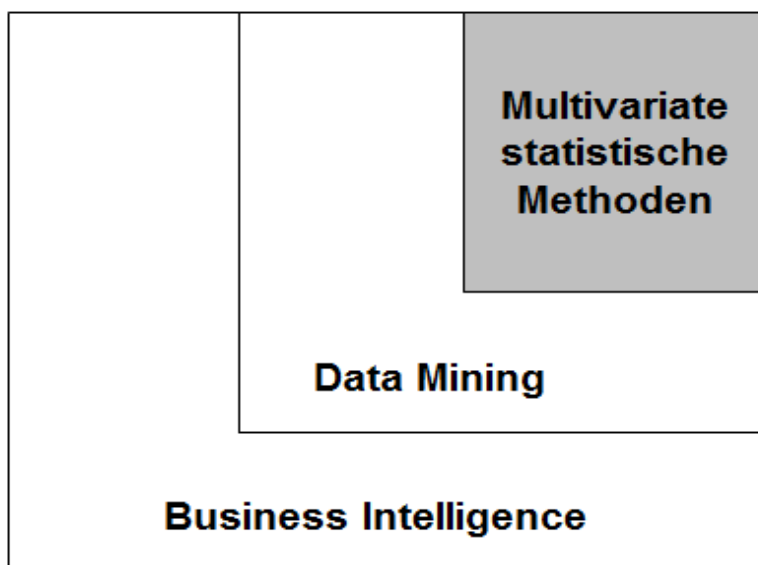 Multivariate
statistische
Methoden
Data Mining
Business Intelligence